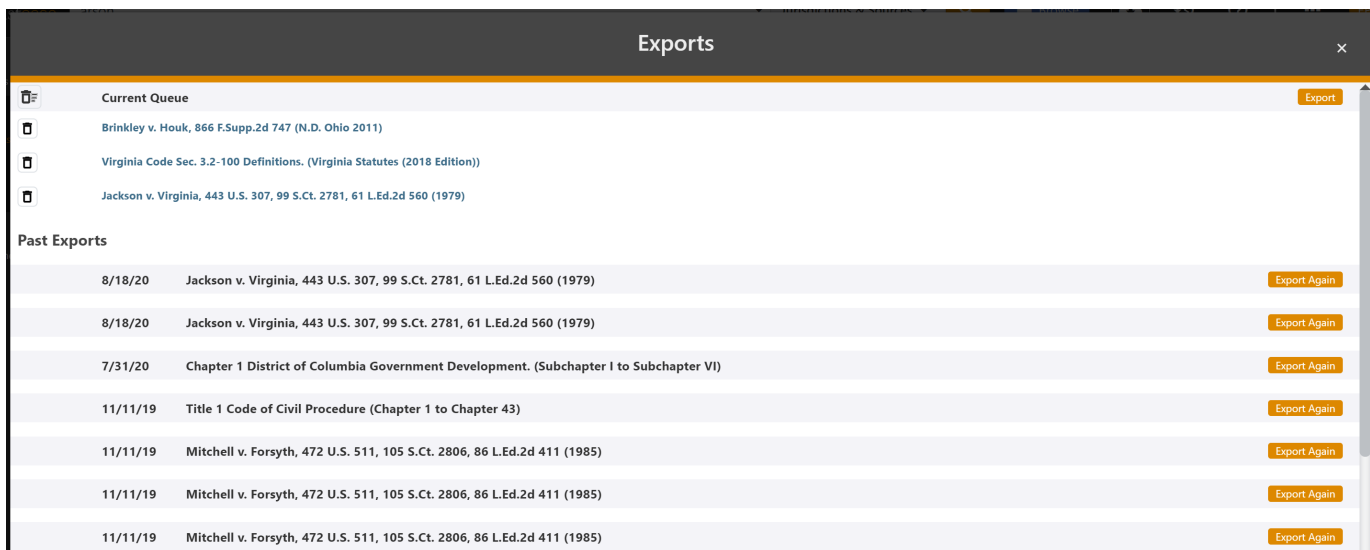 Exports
×
Current Queue Export
Brinkley v. Houk, 866 F.Supp.2d 747 (N.D. Ohio 2011)
Virginia Code Sec. 3.2-100 Definitions. (Virginia Statutes (2018 Edition))
Jackson v. Virginia, 443 U.S. 307, 99 S.Ct. 2781, 61 L.Ed.2d 560 (1979)
Past Exports
8/18/20 Jackson v. Virginia, 443 U.S. 307, 99 S.Ct. 2781, 61 L.Ed.2d 560 (1979) Export Again
8/18/20 Jackson v. Virginia, 443 U.S. 307, 99 S.Ct. 2781, 61 L.Ed.2d 560 (1979) Export Again
7/31/20 Chapter 1 District of Columbia Government Development. (Subchapter I to Subchapter VI) Export Again
11/11/19 Title 1 Code of Civil Procedure (Chapter 1 to Chapter 43) Export Again
11/11/19 Mitchell v. Forsyth, 472 U.S. 511, 105 S.Ct. 2806, 86 L.Ed.2d 411 (1985) Export Again
11/11/19 Mitchell v. Forsyth, 472 U.S. 511, 105 S.Ct. 2806, 86 L.Ed.2d 411 (1985) Export Again
11/11/19 Mitchell v. Forsyth, 472 U.S. 511, 105 S.Ct. 2806, 86 L.Ed.2d 411 (1985) Export Again